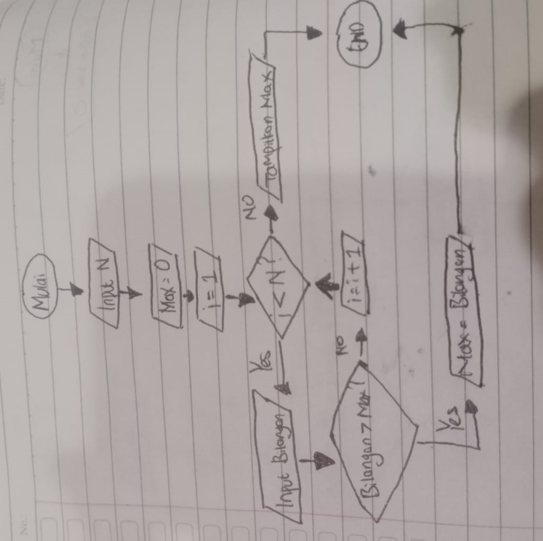 Mulai
Input N
Max = 0
i = 1
i < N?
NO
Tampilkan Max
END
Yes
Input Bilangan
Bilangan > Max?
NO
i = i + 1
Yes
Max = Bilangan
No.